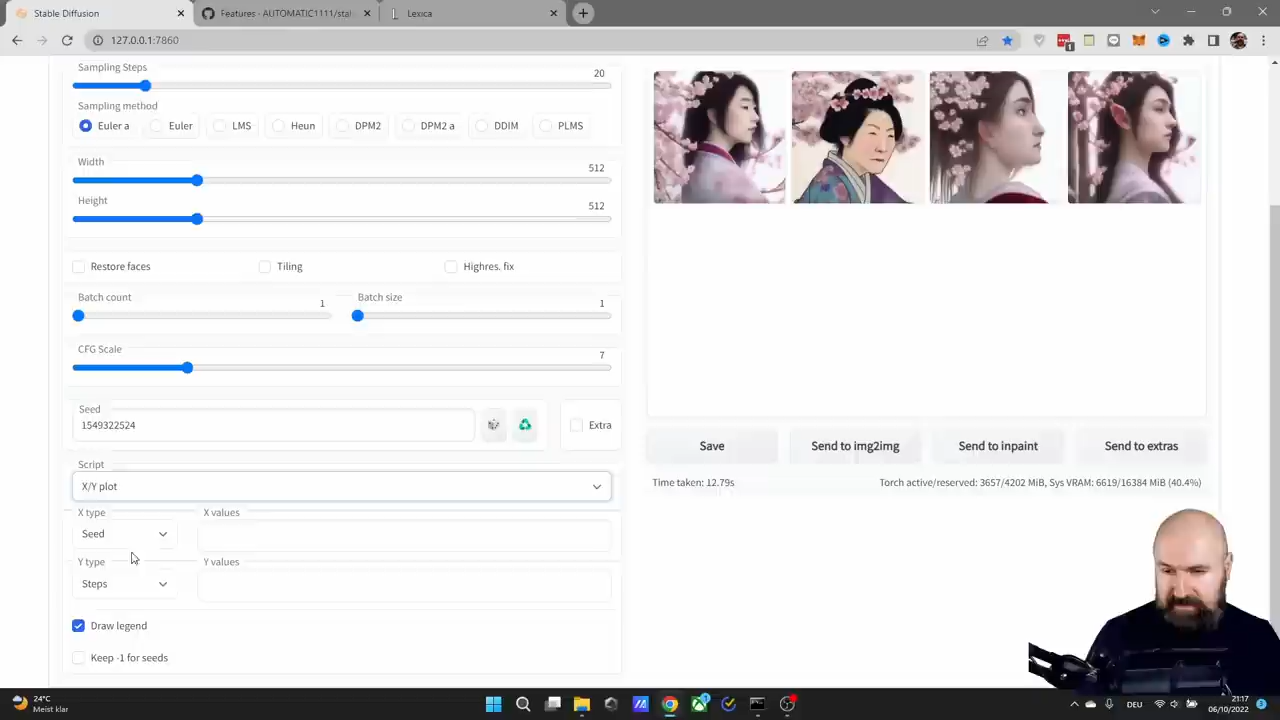 Stable Diffusion
Features - AUTOMATIC1111/stal
Lexica
127.0.0.1:7860
1
Sampling Steps
20
Sampling method
Euler a
Euler
LMS
Heun
DPM2
DPM2 a
DDIM
PLMS
Width
512
Height
512
Restore faces
Tiling
Highres. fix
Batch count
1
Batch size
1
CFG Scale
7
Seed
1549322524
Extra
Script
X/Y plot
X type
X values
Seed
Y type
Y values
Steps
Draw legend
Keep -1 for seeds
Save
Send to img2img
Send to inpaint
Send to extras
Time taken: 12.79s
Torch active/reserved: 3657/4202 MiB, Sys VRAM: 6619/16384 MiB (40.4%)
24°C
Meist klar
1
DEU
21:17
06/10/2022
3